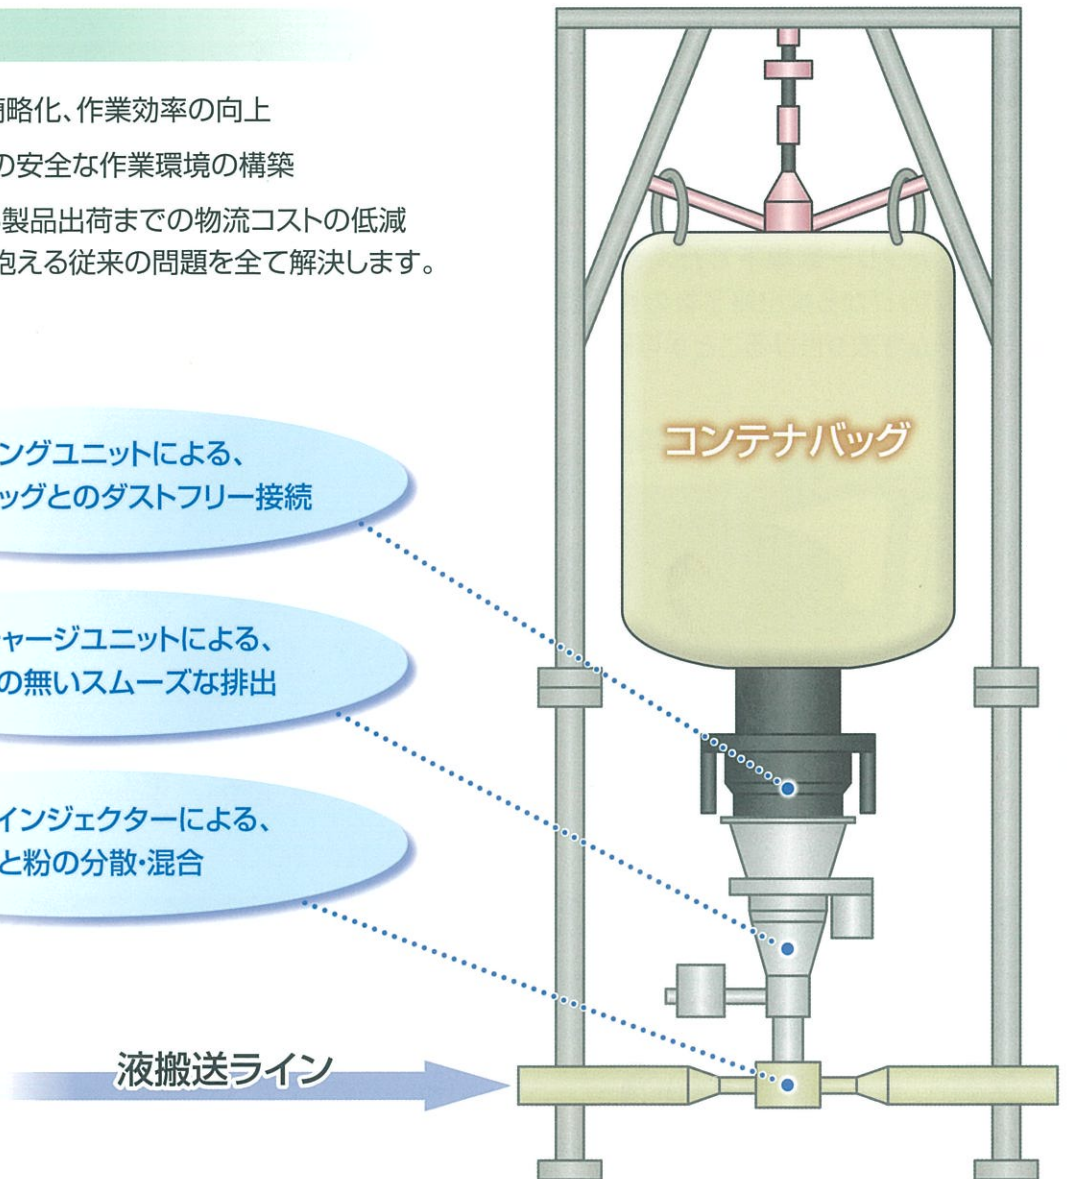 略化、作業効率の向上
の安全な作業環境の構築
製品出荷までの物流コストの低減
抱える従来の問題を全て解決します。
コンテナバッグ
ングユニットによる、
ッグとのダストフリー接続
ャージユニットによる、
の無いスムーズな排出
インジェクターによる、
と粉の分散・混合
液搬送ライン